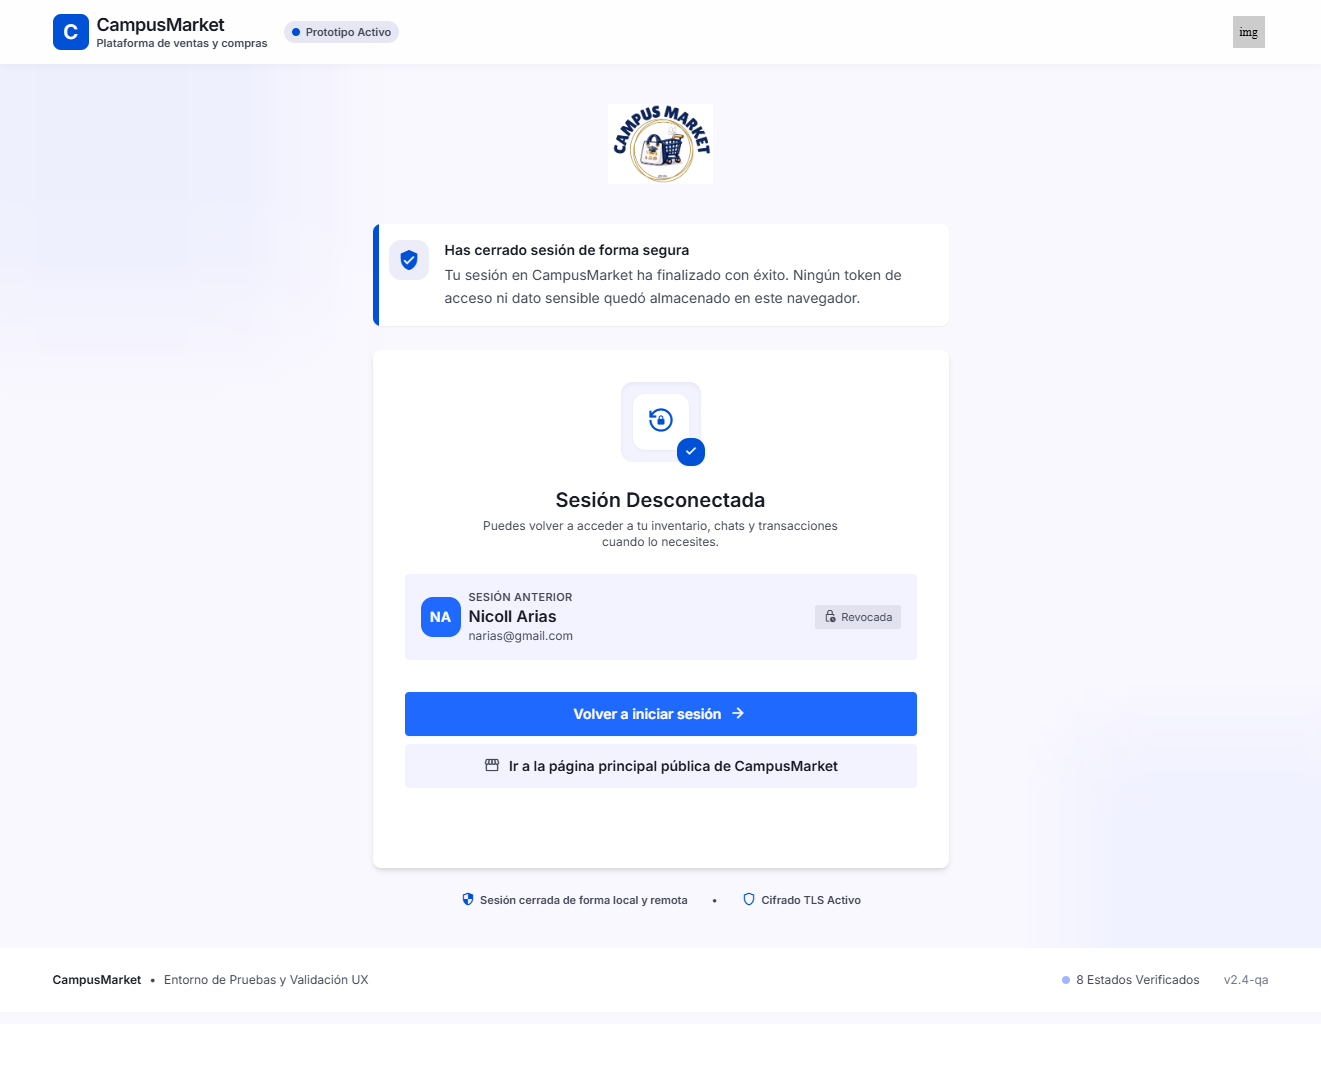 C
CampusMarket
Plataforma de ventas y compras
Prototipo Activo
img
CAMPUS MARKET
Has cerrado sesión de forma segura
Tu sesión en CampusMarket ha finalizado con éxito. Ningún token de
acceso ni dato sensible quedó almacenado en este navegador.
Sesión Desconectada
Puedes volver a acceder a tu inventario, chats y transacciones
cuando lo necesites.
NA
SESIÓN ANTERIOR
Nicoll Arias
narias@gmail.com
Revocada
Volver a iniciar sesión
Ir a la página principal pública de CampusMarket
Sesión cerrada de forma local y remota • Cifrado TLS Activo
CampusMarket • Entorno de Pruebas y Validación UX
8 Estados Verificados
v2.4-qa